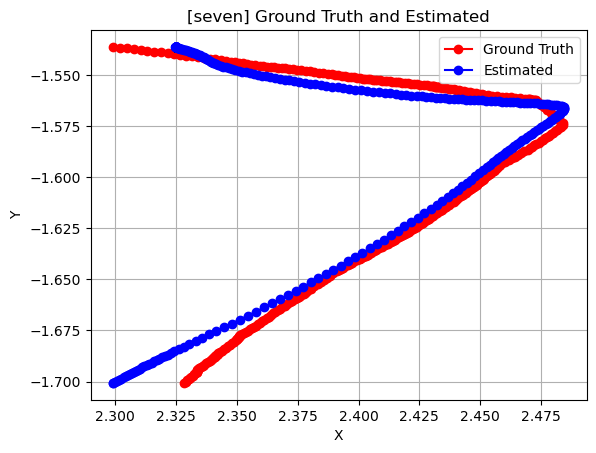 [seven] Ground Truth and Estimated
Ground Truth
Estimated
−1.550
−1.575
−1.600
−1.625
−1.650
−1.675
−1.700
Y
2.300 2.325 2.350 2.375 2.400 2.425 2.450 2.475
X